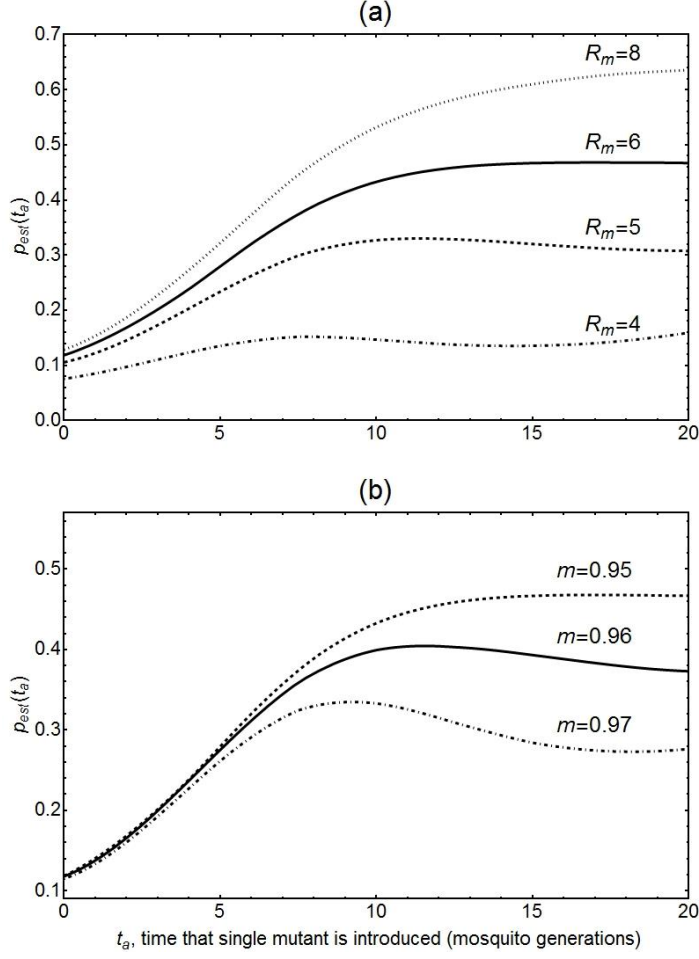 (a)
0.7
0.6
0.5
0.4
0.3
0.2
0.1
0.0
p_est(t_a)
R_m=8
R_m=6
R_m=5
R_m=4
0 5 10 15 20
(b)
0.5
0.4
0.3
0.2
0.1
p_est(t_a)
m=0.95
m=0.96
m=0.97
0 5 10 15 20
t_a, time that single mutant is introduced (mosquito generations)